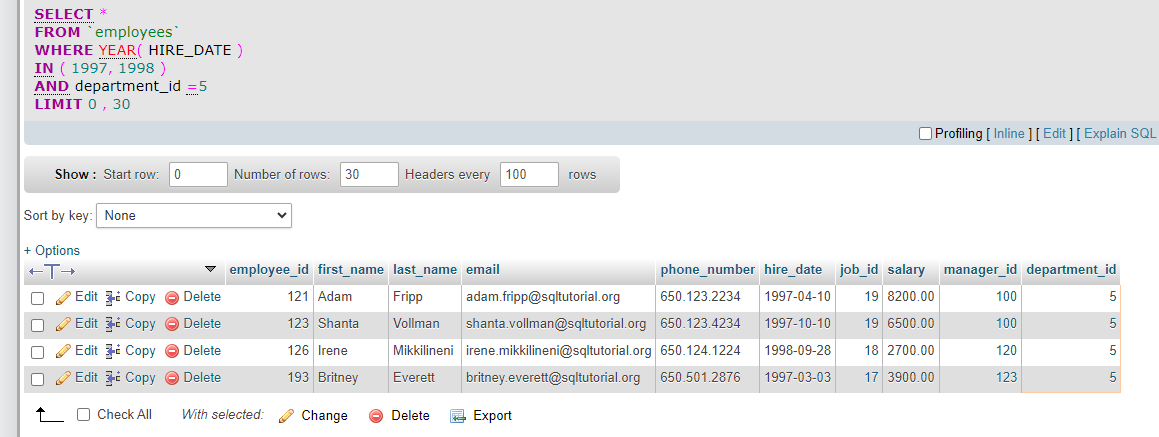 SELECT *
FROM `employees`
WHERE YEAR( HIRE_DATE )
IN ( 1997, 1998 )
AND department_id =5
LIMIT 0 , 30
Profiling [ Inline ] [ Edit ] [ Explain SQL
Show : Start row: 0 Number of rows: 30 Headers every 100 rows
Sort by key: None
+ Options
←T→ employee_id first_name last_name email phone_number hire_date job_id salary manager_id department_id
Edit Copy Delete 121 Adam Fripp adam.fripp@sqltutorial.org 650.123.2234 1997-04-10 19 8200.00 100 5
Edit Copy Delete 123 Shanta Vollman shanta.vollman@sqltutorial.org 650.123.4234 1997-10-10 19 6500.00 100 5
Edit Copy Delete 126 Irene Mikkilineni irene.mikkilineni@sqltutorial.org 650.124.1224 1998-09-28 18 2700.00 120 5
Edit Copy Delete 193 Britney Everett britney.everett@sqltutorial.org 650.501.2876 1997-03-03 17 3900.00 123 5
Check All With selected: Change Delete Export